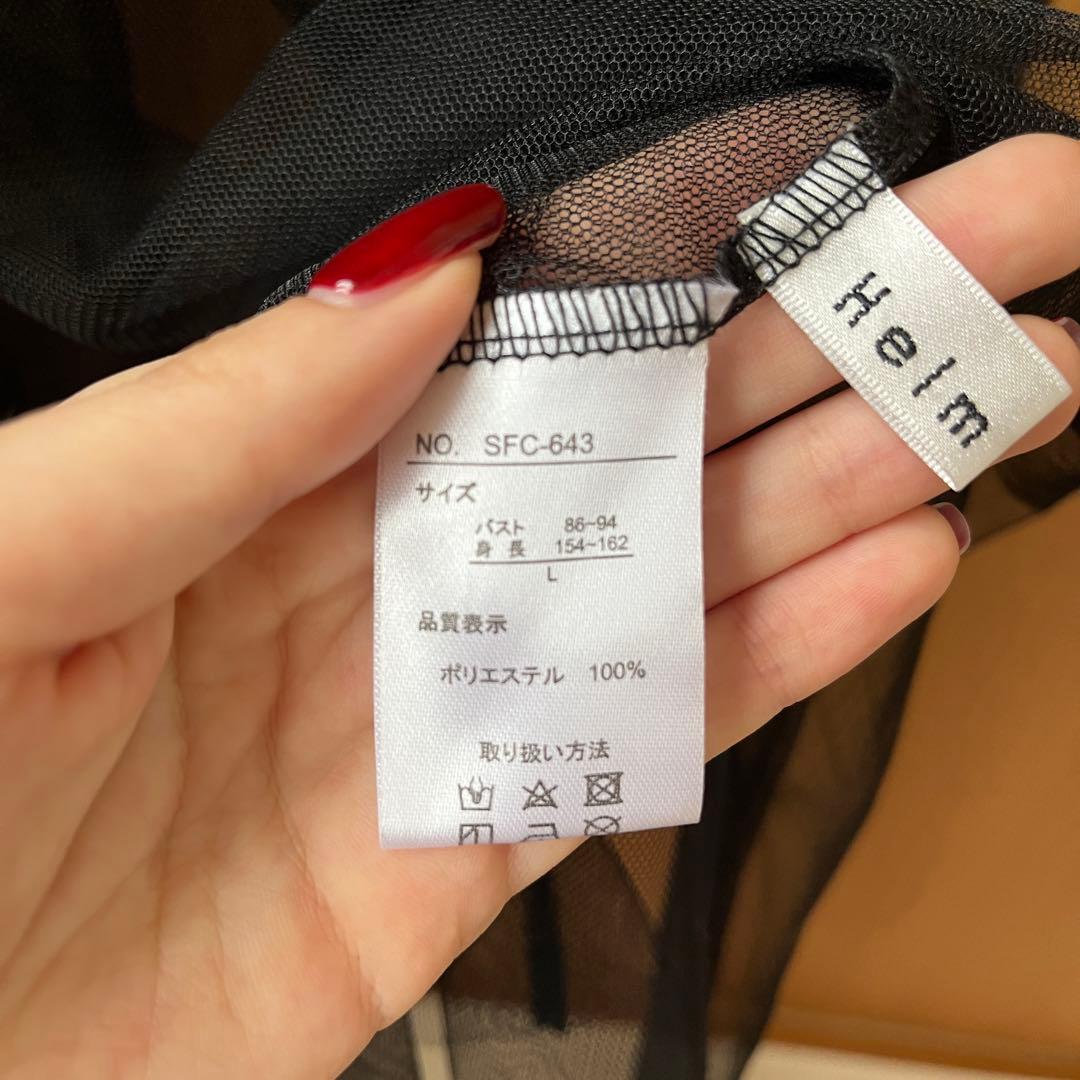 NO. SFC-643
サイズ
バスト 86~94
身長 154~162
L
品質表示
ポリエステル 100%
取り扱い方法
Helm